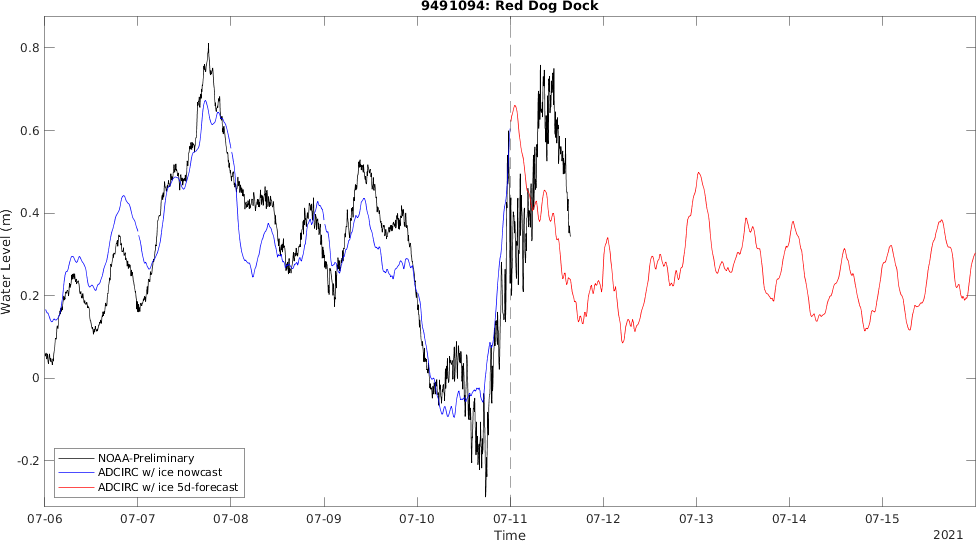 9491094: Red Dog Dock
Water Level (m)
0.8
0.6
0.4
0.2
0
-0.2
NOAA-Preliminary
ADCIRC w/ ice nowcast
ADCIRC w/ ice 5d-forecast
07-06 07-07 07-08 07-09 07-10 07-11 07-12 07-13 07-14 07-15
Time
2021